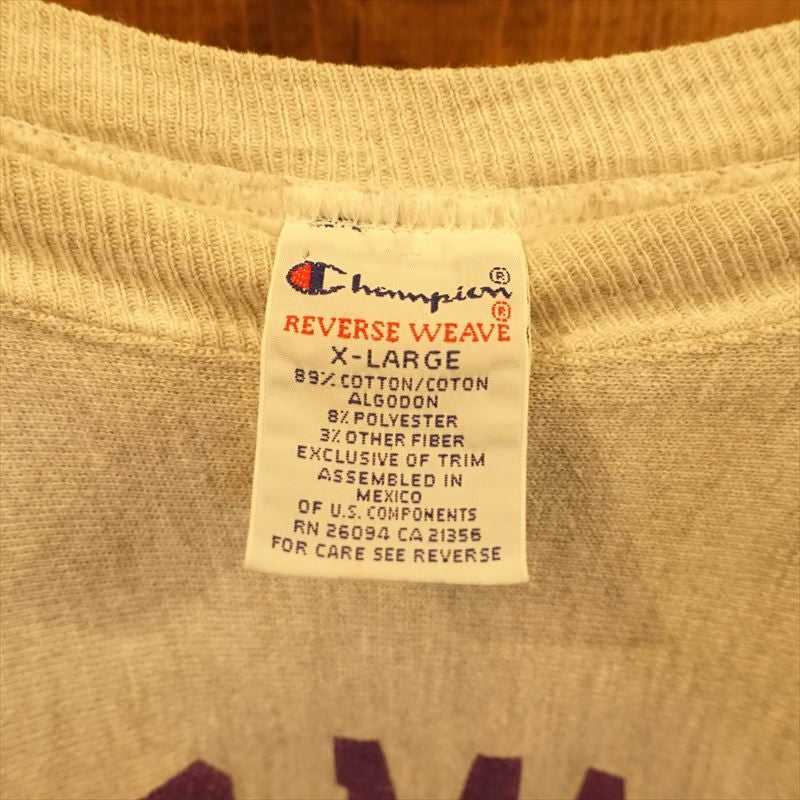 Champion®
REVERSE WEAVE®
X-LARGE
89% COTTON/COTON
ALGODON
8% POLYESTER
3% OTHER FIBER
EXCLUSIVE OF TRIM
ASSEMBLED IN
MEXICO
OF U.S. COMPONENTS
RN 26094 CA 21356
FOR CARE SEE REVERSE